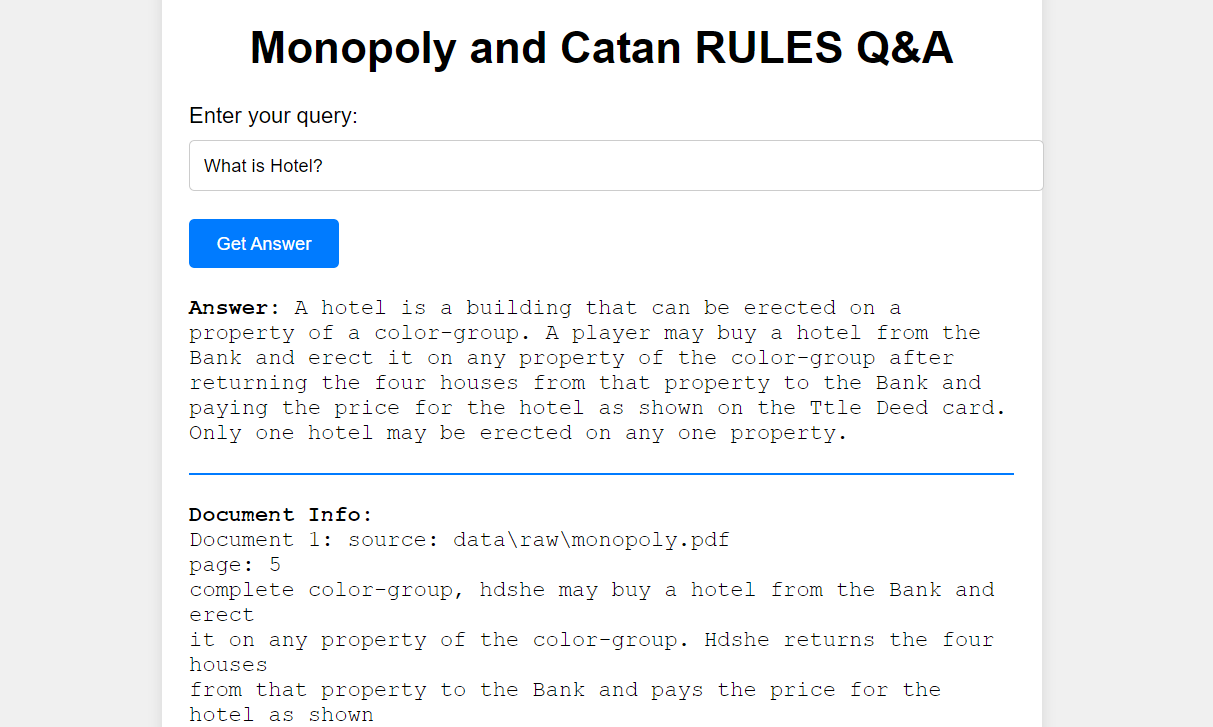 Monopoly and Catan RULES Q&A
Enter your query:
What is Hotel?
Get Answer
Answer: A hotel is a building that can be erected on a
property of a color-group. A player may buy a hotel from the
Bank and erect it on any property of the color-group after
returning the four houses from that property to the Bank and
paying the price for the hotel as shown on the Ttle Deed card.
Only one hotel may be erected on any one property.
Document Info:
Document 1: source: data\raw\monopoly.pdf
page: 5
complete color-group, hdshe may buy a hotel from the Bank and
erect
it on any property of the color-group. Hdshe returns the four
houses
from that property to the Bank and pays the price for the
hotel as shown